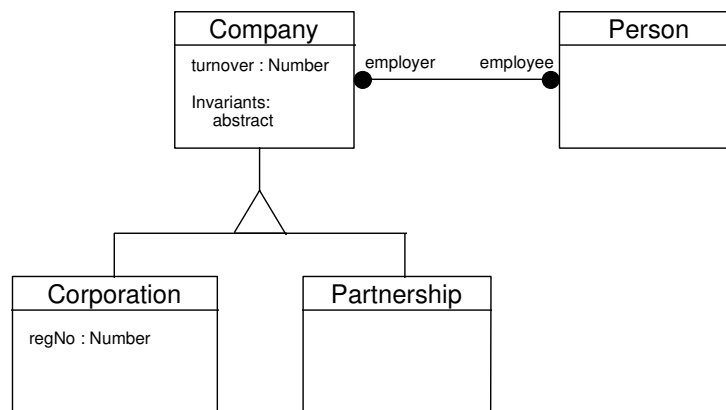 Company
Person
turnover : Number
employer
employee
Invariants:
abstract
Corporation
Partnership
regNo : Number